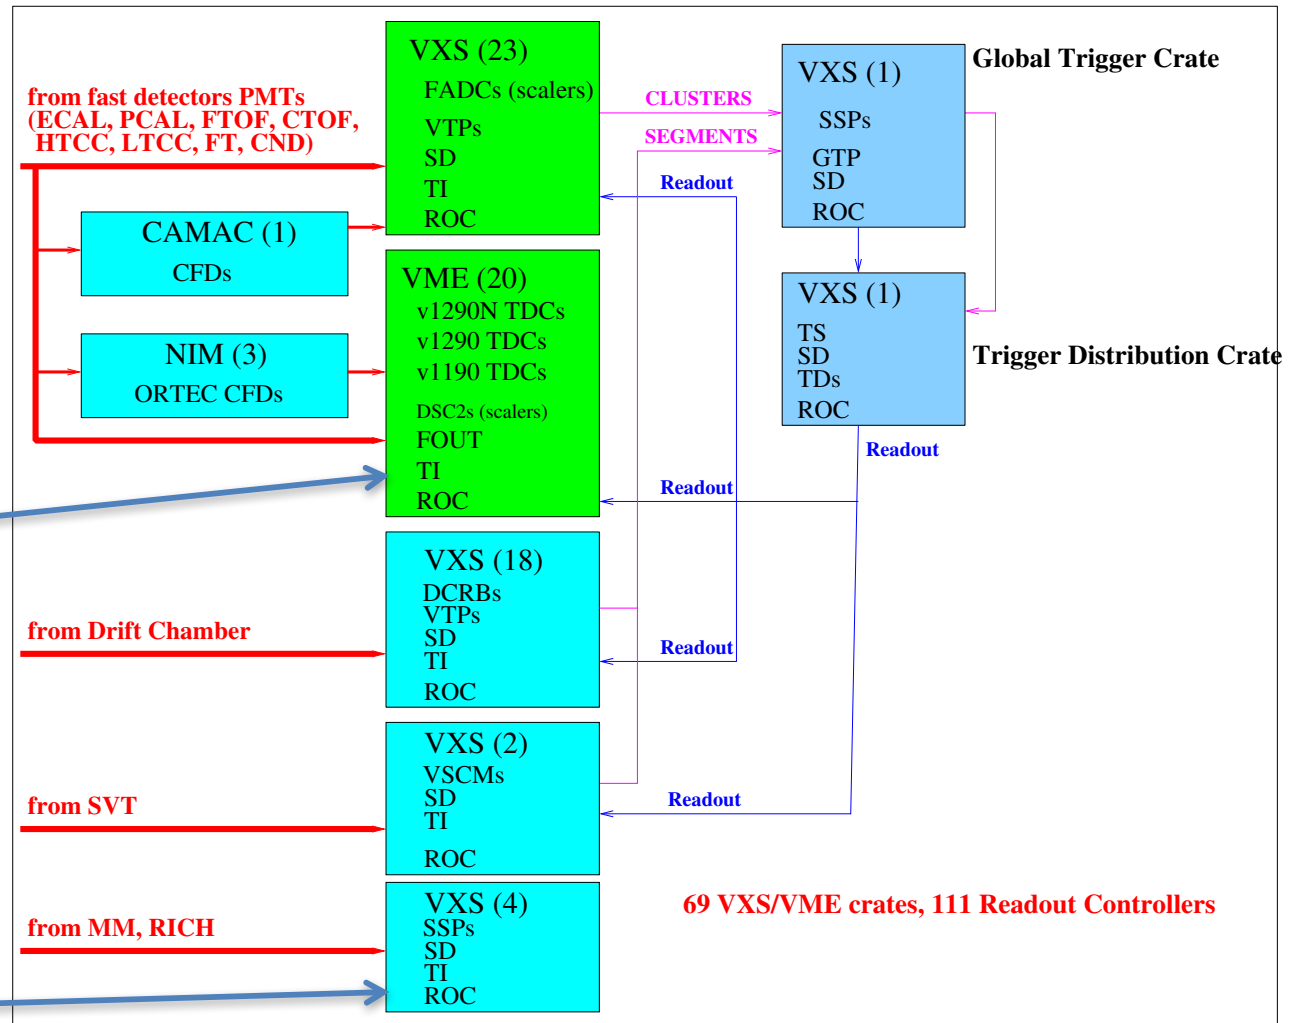 from fast detectors PMTs
(ECAL, PCAL, FTOF, CTOF,
HTCC, LTCC, FT, CND)
CAMAC (1)
CFDs
NIM (3)
ORTEC CFDs
VXS (23)
FADCs (scalers)
VTPs
SD
TI
ROC
VME (20)
v1290N TDCs
v1290 TDCs
v1190 TDCs
DSC2s (scalers)
FOUT
TI
ROC
from Drift Chamber
VXS (18)
DCRBs
VTPs
SD
TI
ROC
from SVT
VXS (2)
VSCMs
SD
TI
ROC
from MM, RICH
VXS (4)
SSPs
SD
TI
ROC
CLUSTERS
SEGMENTS
Readout
Readout
Readout
Readout
VXS (1)
SSPs
GTP
SD
ROC
Global Trigger Crate
VXS (1)
TS
SD
TDs
ROC
Trigger Distribution Crate
Readout
69 VXS/VME crates, 111 Readout Controllers